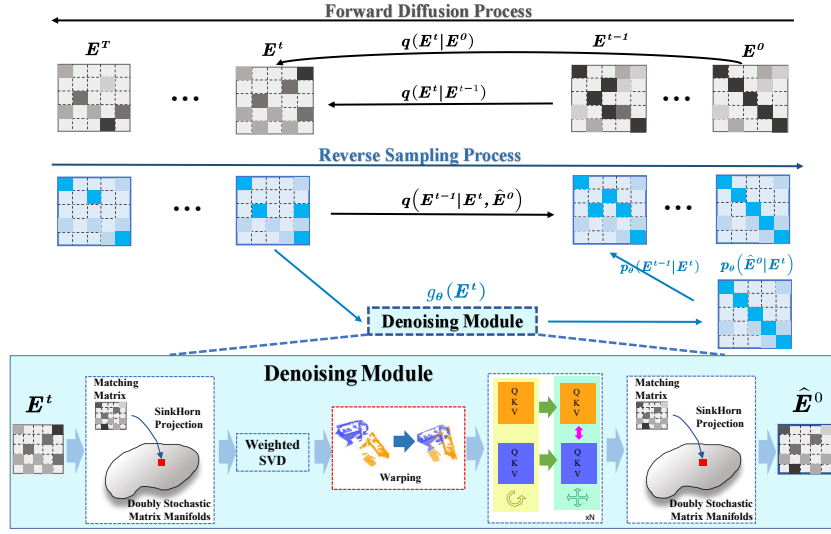 Forward Diffusion Process
E^T
E^t
q(E^t|E^0)
E^{t-1}
E^0
q(E^t|E^{t-1})
...
...
Reverse Sampling Process
...
q(E^{t-1}|E^t, Ê^0)
...
p_θ(E^{t-1}|E^t)
p_θ(Ê^0|E^t)
g_θ(E^t)
Denoising Module
Denoising Module
E^t
Matching
Matrix
SinkHorn
Projection
Doubly Stochastic
Matrix Manifolds
Weighted
SVD
Warping
Q
K
V
Q
K
V
Q
K
V
Q
K
V
xN
Matching
Matrix
SinkHorn
Projection
Doubly Stochastic
Matrix Manifolds
Ê^0